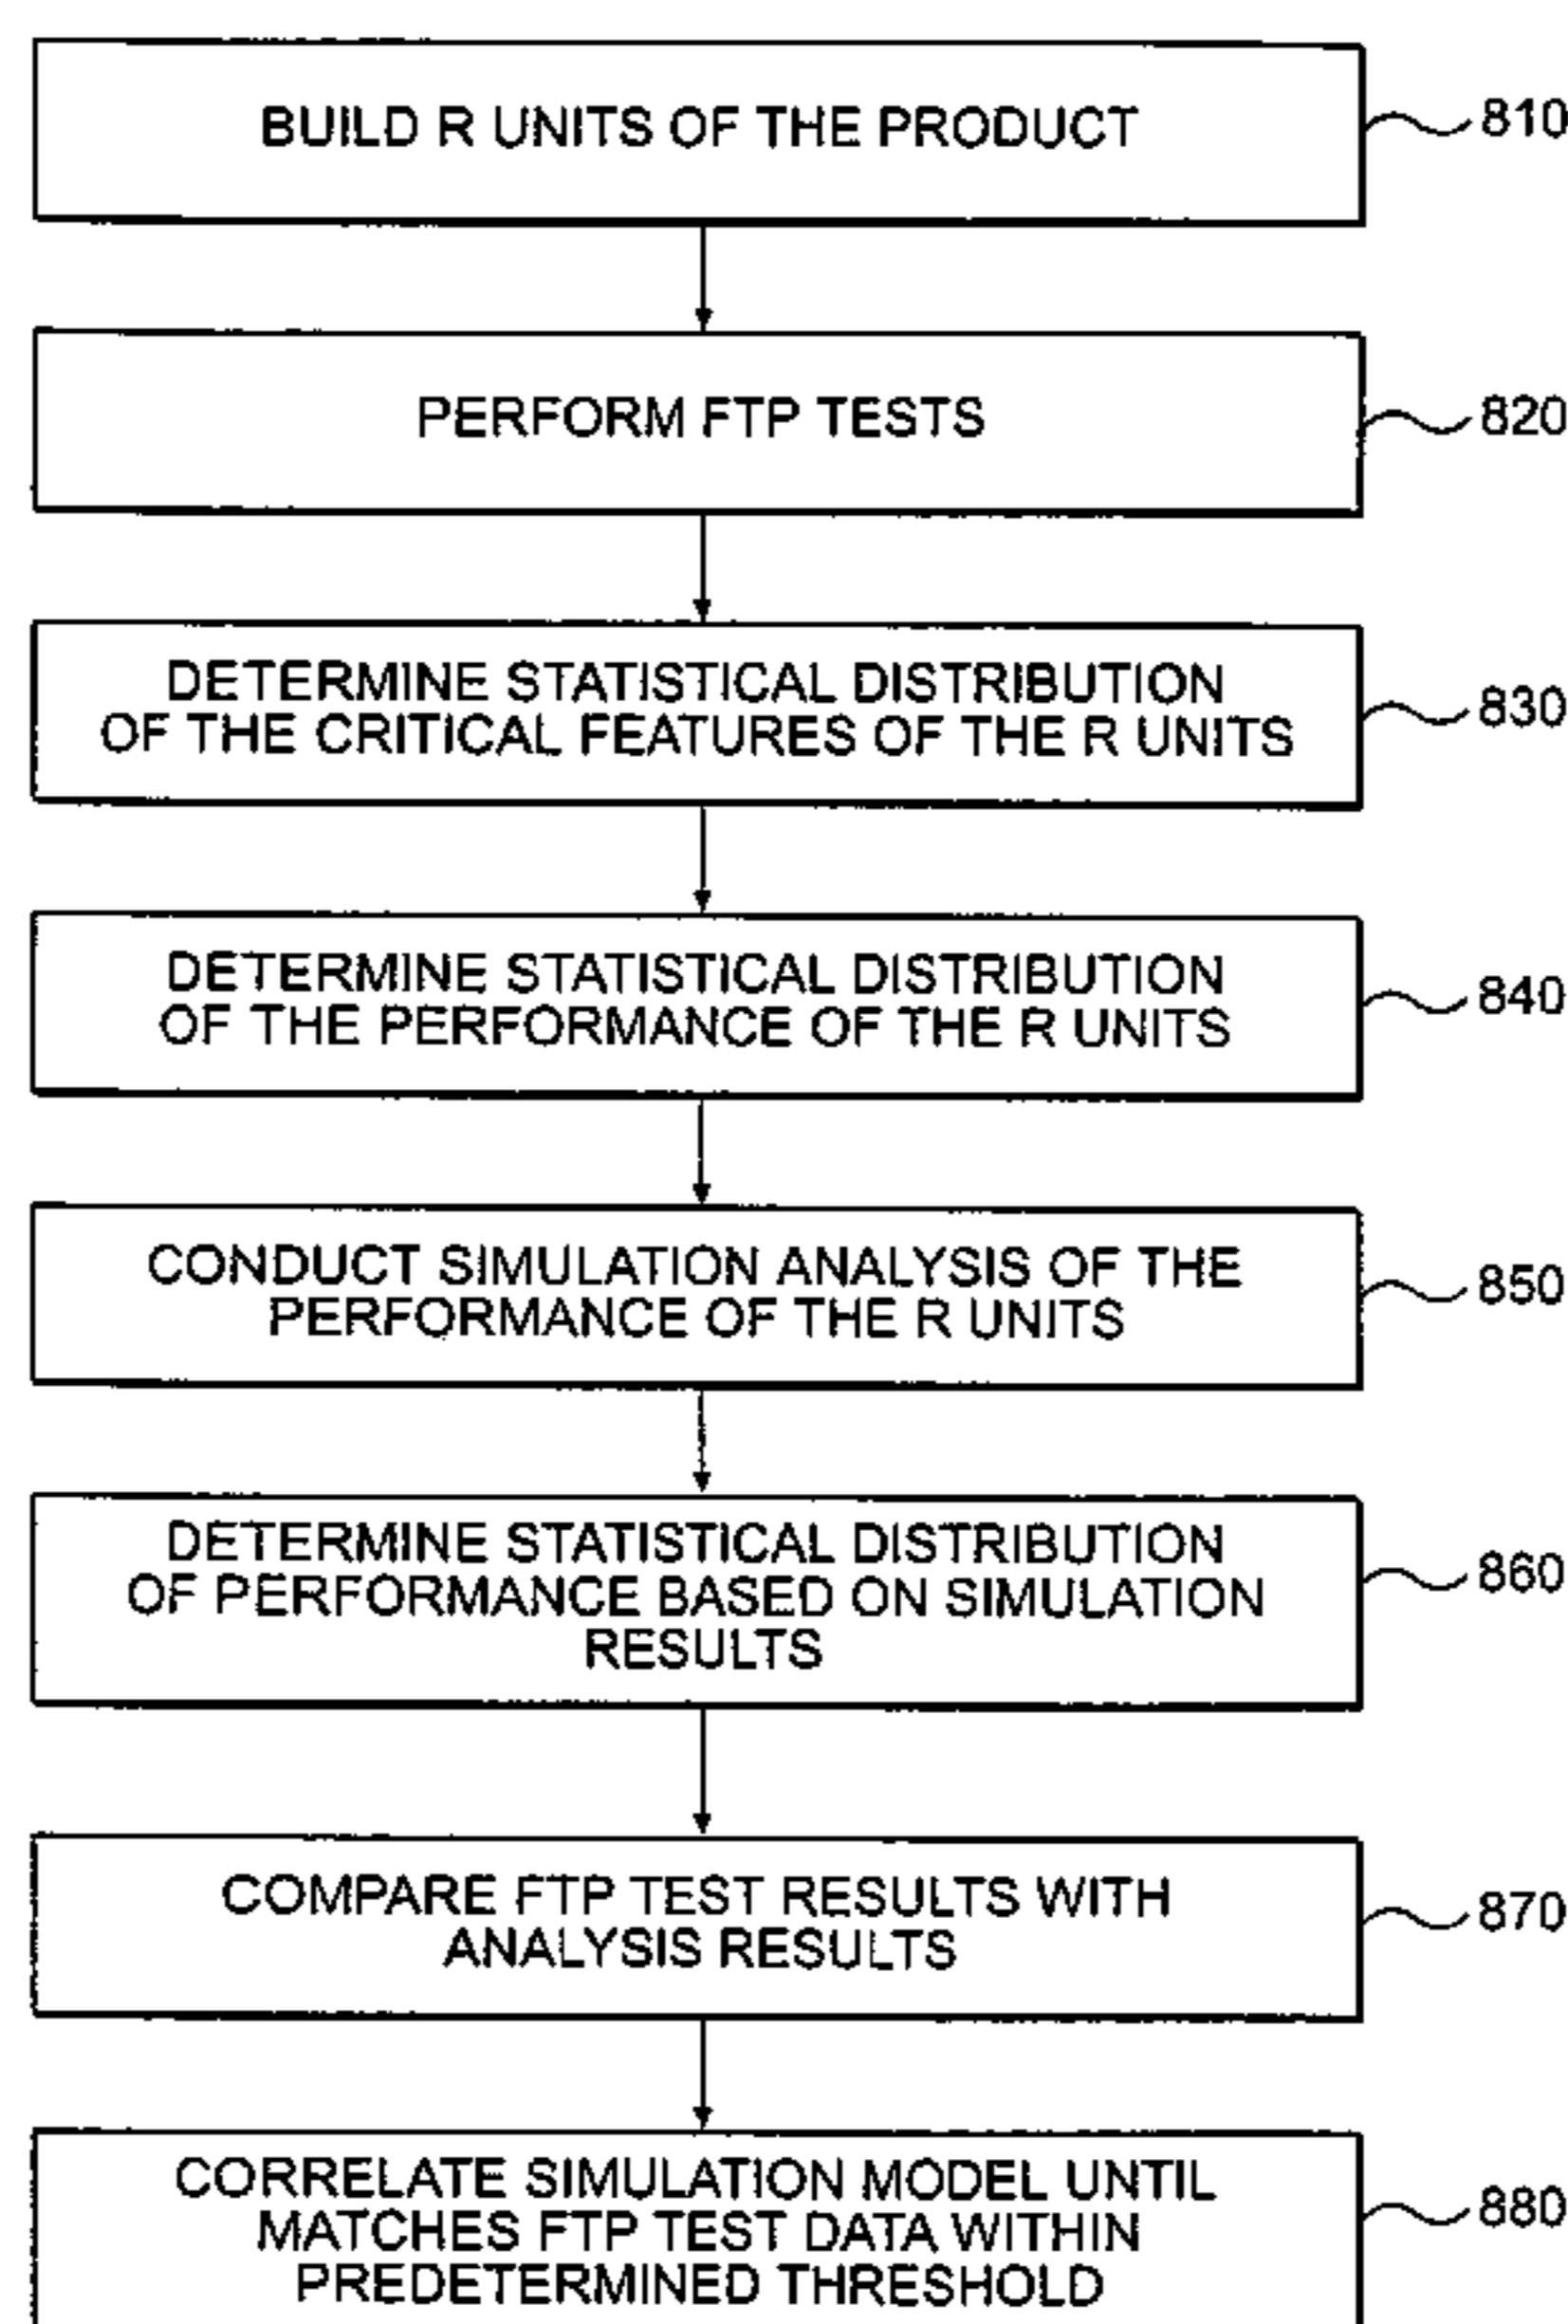 BUILD R UNITS OF THE PRODUCT
810
PERFORM FTP TESTS
820
DETERMINE STATISTICAL DISTRIBUTION
OF THE CRITICAL FEATURES OF THE R UNITS
830
DETERMINE STATISTICAL DISTRIBUTION
OF THE PERFORMANCE OF THE R UNITS
840
CONDUCT SIMULATION ANALYSIS OF THE
PERFORMANCE OF THE R UNITS
850
DETERMINE STATISTICAL DISTRIBUTION
OF PERFORMANCE BASED ON SIMULATION
RESULTS
860
COMPARE FTP TEST RESULTS WITH
ANALYSIS RESULTS
870
CORRELATE SIMULATION MODEL UNTIL
MATCHES FTP TEST DATA WITHIN
PREDETERMINED THRESHOLD
880